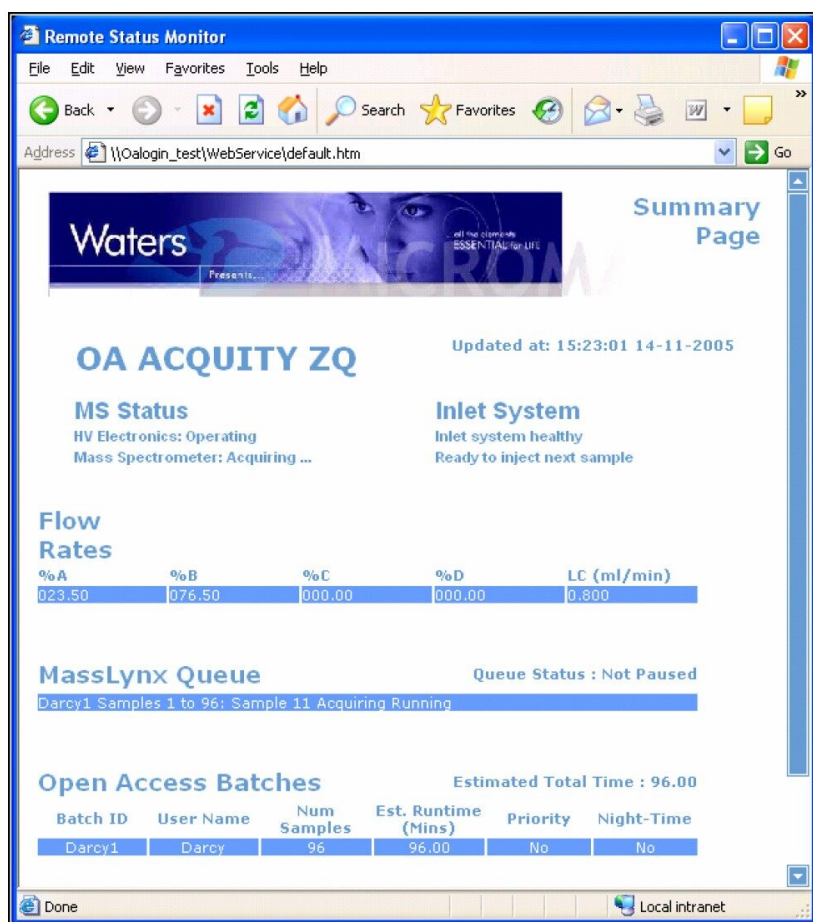 Remote Status Monitor
File Edit View Favorites Tools Help
Back Search Favorites »
Address \\Oalogin_test\WebService\default.htm Go
Waters
all the elements
ESSENTIAL for LIFE
Presents...
Summary
Page
OA ACQUITY ZQ
Updated at: 15:23:01 14-11-2005
MS Status Inlet System
HV Electronics: Operating Inlet system healthy
Mass Spectrometer: Acquiring ... Ready to inject next sample
Flow
Rates
%A %B %C %D LC (ml/min)
023.50 076.50 000.00 000.00 0.800
MassLynx Queue Queue Status : Not Paused
Darcy1 Samples 1 to 96: Sample 11 Acquiring Running
Open Access Batches Estimated Total Time : 96.00
Batch ID User Name Num Samples Est. Runtime (Mins) Priority Night-Time
Darcy1 Darcy 96 96.00 No No
Done Local intranet